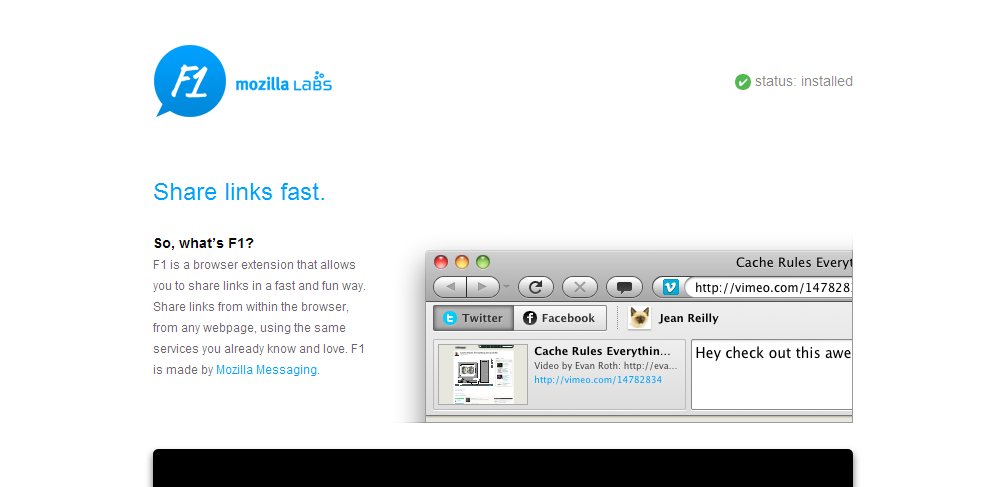 F1 mozilla LABS
status: installed
Share links fast.
So, what's F1?
F1 is a browser extension that allows
you to share links in a fast and fun way.
Share links from within the browser,
from any webpage, using the same
services you already know and love. F1
is made by Mozilla Messaging.
Cache Rules Everyt
http://vimeo.com/1478283
Twitter Facebook Jean Reilly
Cache Rules Everythin...
Video by Evan Roth: http://eva...
http://vimeo.com/14782834
Hey check out this awe